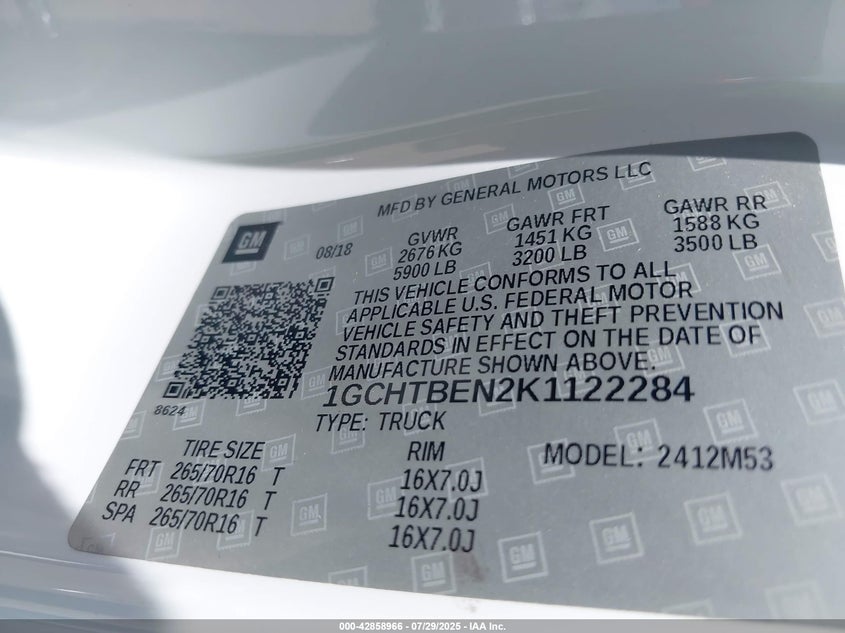 MFD BY GENERAL MOTORS LLC
GM
08/18
GVWR
2676 KG
5900 LB
GAWR FRT
1451 KG
3200 LB
GAWR RR
1588 KG
3500 LB
THIS VEHICLE CONFORMS TO ALL
APPLICABLE U.S. FEDERAL MOTOR
VEHICLE SAFETY AND THEFT PREVENTION
STANDARDS IN EFFECT ON THE DATE OF
MANUFACTURE SHOWN ABOVE.
8624
1GCHTBEN2K1122284
TYPE: TRUCK
TIRE SIZE
RIM
MODEL: 2412M53
FRT 265/70R16 T
16X7.0J
RR 265/70R16 T
16X7.0J
SPA 265/70R16 T
16X7.0J
000-42858966 - 07/29/2025 - IAA Inc.